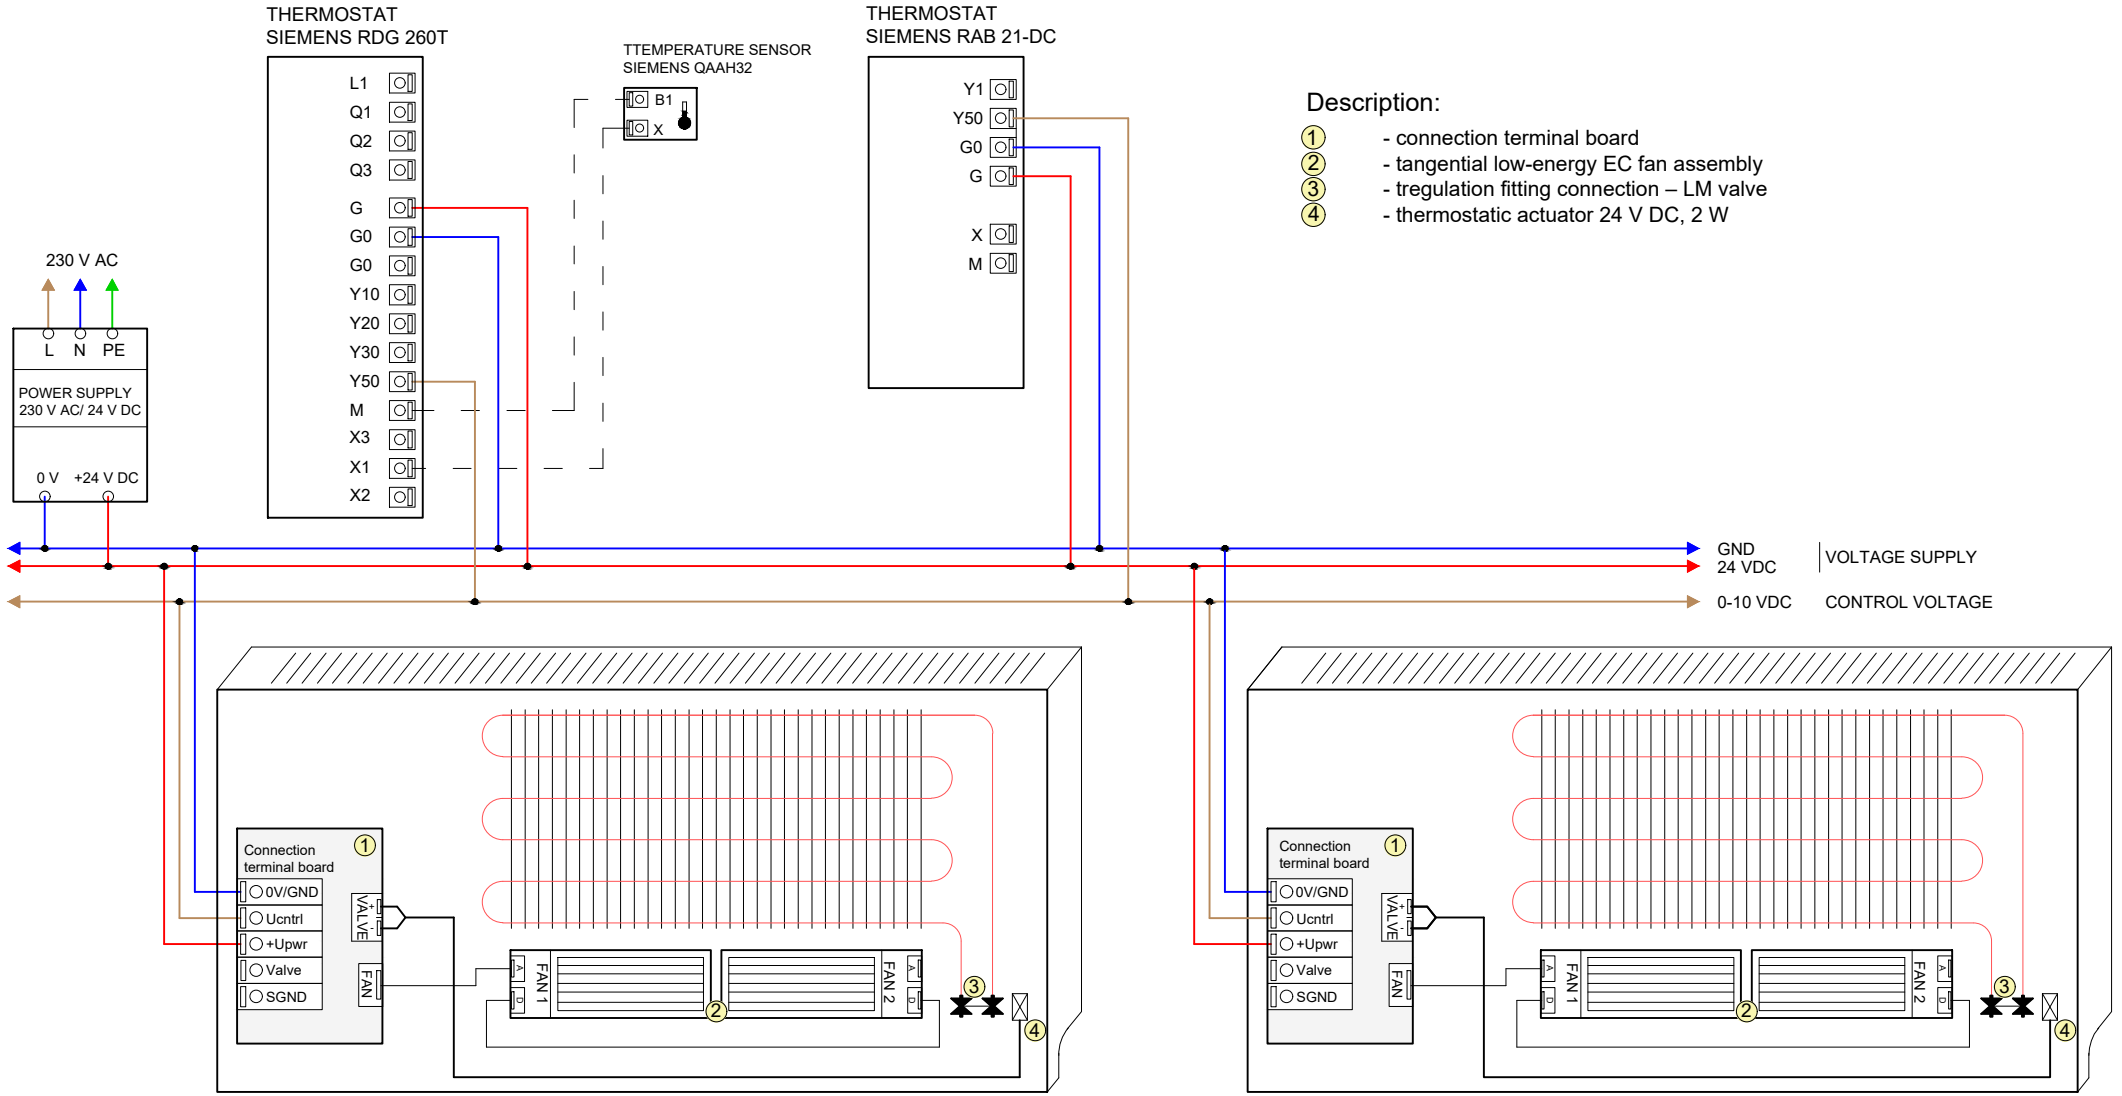 THERMOSTAT
SIEMENS RDG 260T
L1
Q1
Q2
Q3
G
G0
G0
Y10
Y20
Y30
Y50
M
X3
X1
X2
TTEMPERATURE SENSOR
SIEMENS QAAH32
B1
X
THERMOSTAT
SIEMENS RAB 21-DC
Y1
Y50
G0
G
X
M
Description:
1 - connection terminal board
2 - tangential low-energy EC fan assembly
3 - tregulation fitting connection – LM valve
4 - thermostatic actuator 24 V DC, 2 W
230 V AC
L N PE
POWER SUPPLY
230 V AC/ 24 V DC
0 V +24 V DC
GND
24 VDC
VOLTAGE SUPPLY
0-10 VDC CONTROL VOLTAGE
Connection
terminal board
1
0V/GND
Ucntrl
+Upwr
Valve
SGND
VALVE
+
-
FAN
A
D
FAN 1
2
FAN 2
A
D
3
4
Connection
terminal board
1
0V/GND
Ucntrl
+Upwr
Valve
SGND
VALVE
+
-
FAN
A
D
FAN 1
2
FAN 2
A
D
3
4